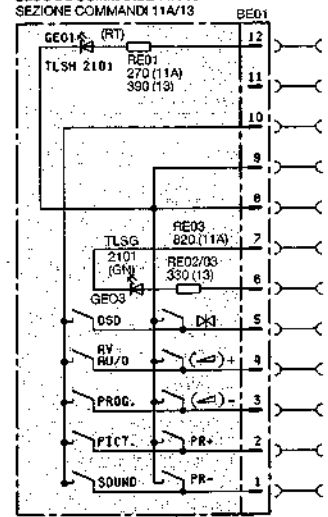 SEZIONE COMMANDI 11A/13
BE01
GE01 (RT)
TLSH 2101
RE01
270 (11A)
390 (13)
12
11
10
9
8
7
6
5
4
3
2
1
TLSG
2101
(GN)
GE03
RE03
820 (11A)
RE02/03
330 (13)
OSD
AV
AU/O
+
PROG.
-
PICT.
PR+
SOUND
PR-